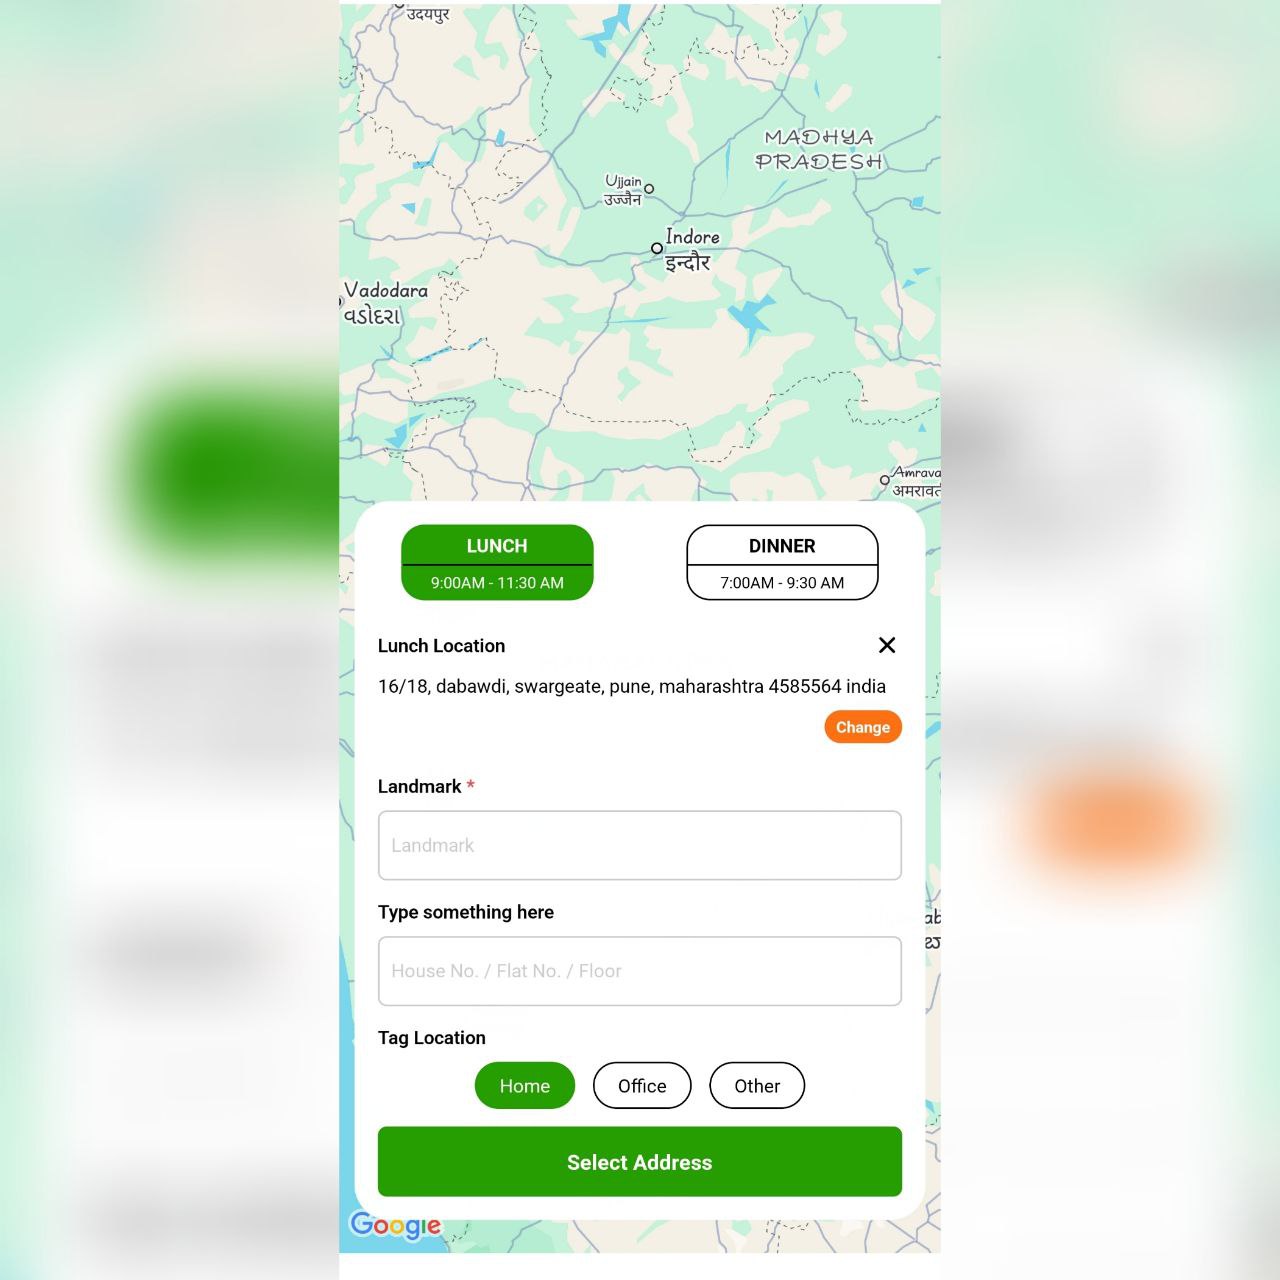 उदयपुर
MADHYA
PRADESH
Ujjain
उज्जैन
Indore
इन्दौर
Vadodara
વડોદરા
अमरावती
LUNCH
9:00AM - 11:30 AM
DINNER
7:00AM - 9:30 AM
Lunch Location
16/18, dabawdi, swargeate, pune, maharashtra 4585564 india
Change
Landmark *
Landmark
Type something here
House No. / Flat No. / Floor
Tag Location
Home
Office
Other
Select Address
Google